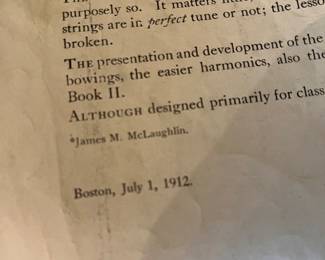 purposely so. It matters
strings are in perfect tune or not; the
broken.
THE presentation and development of the
bowings, the easier harmonics, also the
Book II.
ALTHOUGH designed primarily for class
*James M. McLaughlin.
Boston, July 1, 1912.